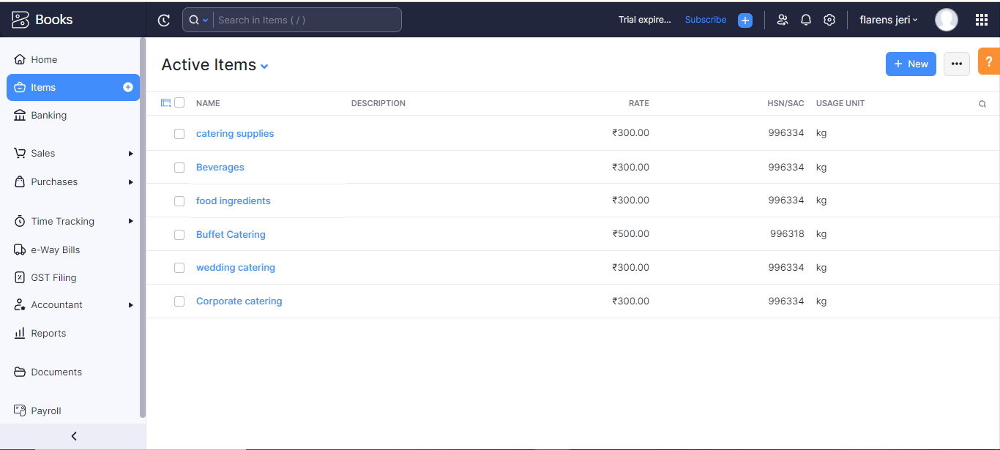 Books
Search in Items ( / )
Trial expire...
Subscribe
flarens jeri
Home
Items
Banking
Sales
Purchases
Time Tracking
e-Way Bills
GST Filing
Accountant
Reports
Documents
Payroll
Active Items
+ New
?
NAME DESCRIPTION RATE HSN/SAC USAGE UNIT
catering supplies ₹300.00 996334 kg
Beverages ₹300.00 996334 kg
food ingredients ₹300.00 996334 kg
Buffet Catering ₹500.00 996318 kg
wedding catering ₹300.00 996334 kg
Corporate catering ₹300.00 996334 kg